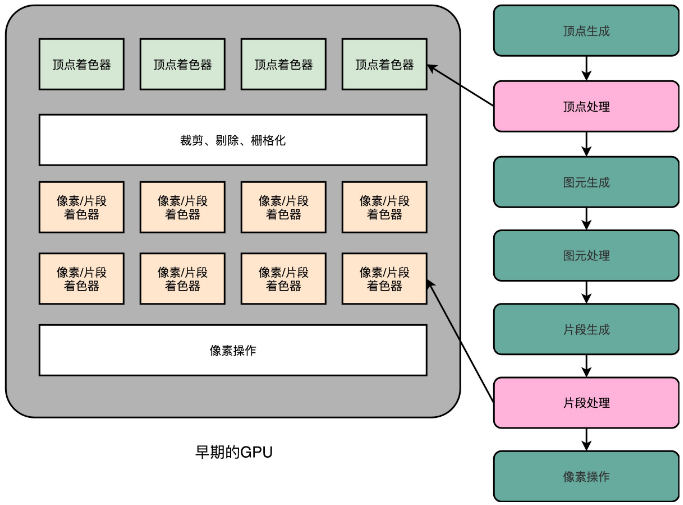 顶点着色器 顶点着色器 顶点着色器 顶点着色器
裁剪、剔除、栅格化
像素/片段 像素/片段 像素/片段 像素/片段
着色器 着色器 着色器 着色器
像素/片段 像素/片段 像素/片段 像素/片段
着色器 着色器 着色器 着色器
像素操作
早期的GPU
顶点生成
顶点处理
图元生成
图元处理
片段生成
片段处理
像素操作